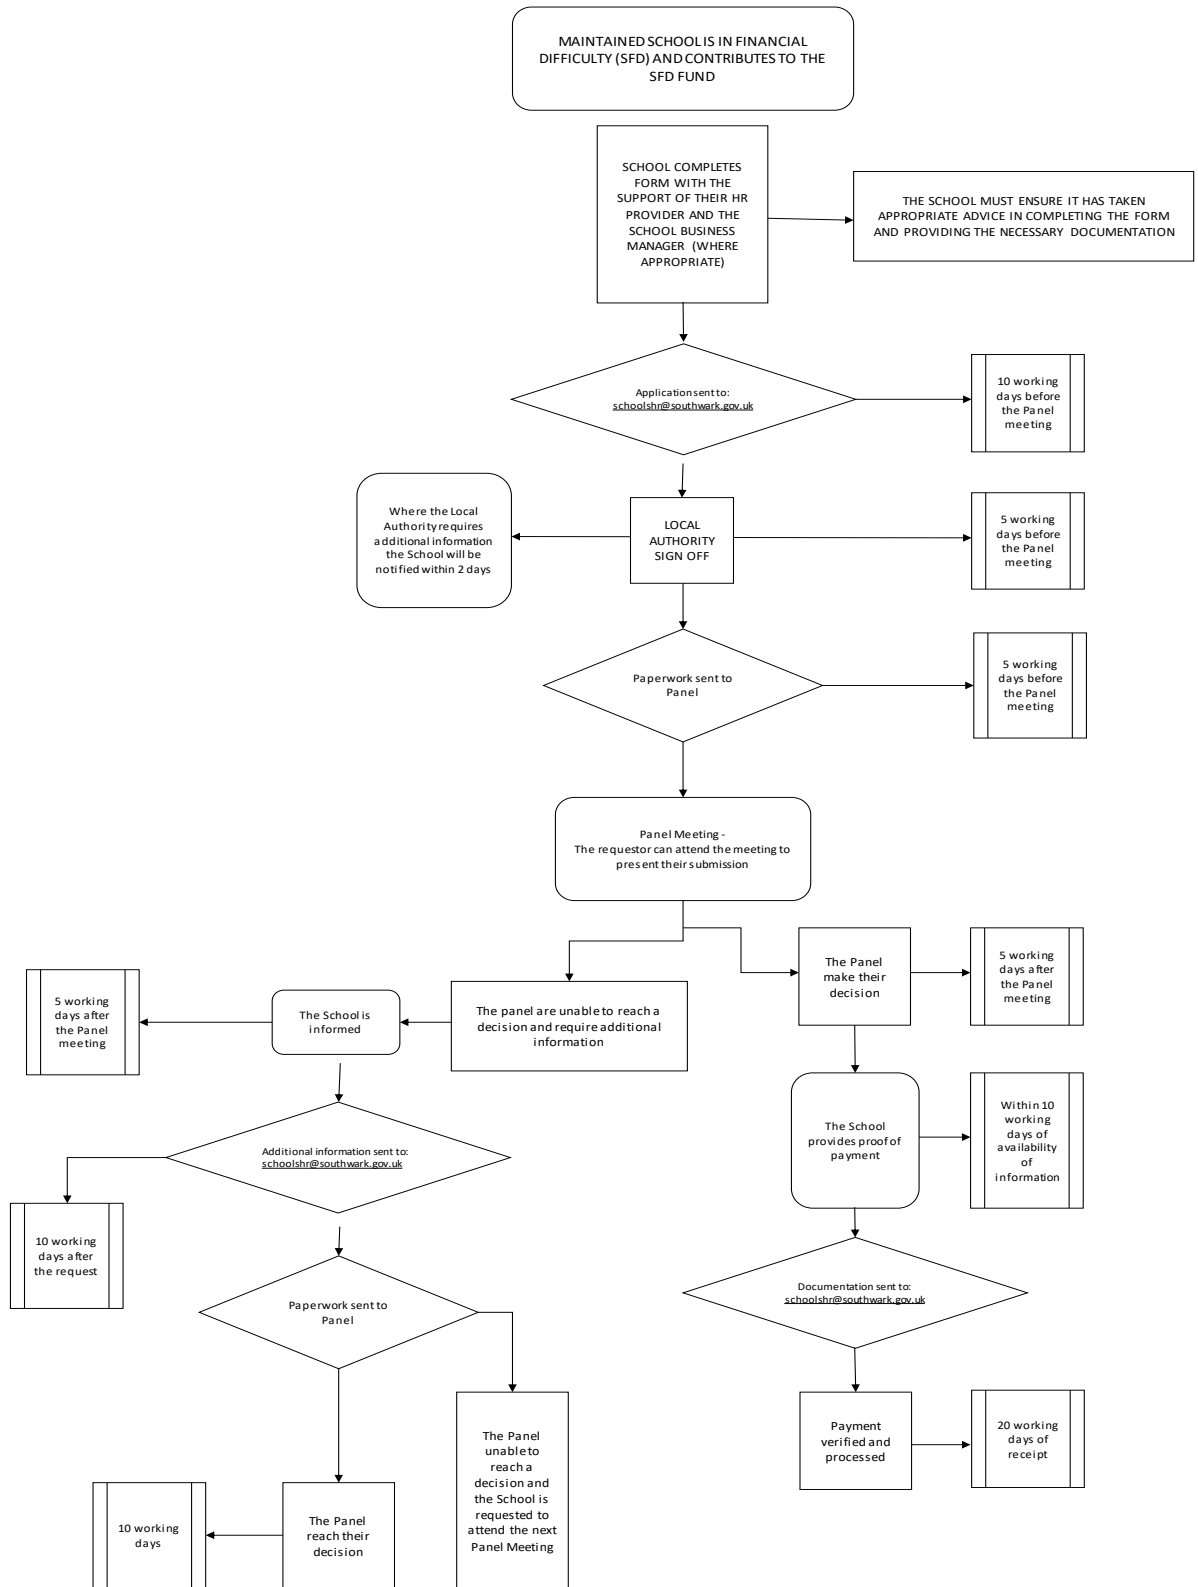 MAINTAINED SCHOOL IS IN FINANCIAL
DIFFICULTY (SFD) AND CONTRIBUTES TO THE
SFD FUND
SCHOOL COMPLETES
FORM WITH THE
SUPPORT OF THEIR HR
PROVIDER AND THE
SCHOOL BUSINESS
MANAGER (WHERE
APPROPRIATE)
THE SCHOOL MUST ENSURE IT HAS TAKEN
APPROPRIATE ADVICE IN COMPLETING THE FORM
AND PROVIDING THE NECESSARY DOCUMENTATION
Application sent to:
schoolshr@southwark.gov.uk
10 working
days before
the Panel
meeting
Where the Local
Authority requires
additional information
the School will be
notified within 2 days
LOCAL
AUTHORITY
SIGN OFF
5 working
days before
the Panel
meeting
Paperwork sent to
Panel
5 working
days before
the Panel
meeting
Panel Meeting -
The requestor can attend the meeting to
present their submission
The Panel
make their
decision
5 working
days after
the Panel
meeting
The panel are unable to reach a
decision and require additional
information
The School is
informed
5 working
days after
the Panel
meeting
The School
provides proof of
payment
Within 10
working
days of
availability
of
information
Additional information sent to:
schoolshr@southwark.gov.uk
10 working
days after
the request
Documentation sent to:
schoolshr@southwark.gov.uk
Paperwork sent to
Panel
Payment
verified and
processed
20 working
days of
receipt
The Panel
unable to
reach a
decision and
the School is
requested to
attend the next
Panel Meeting
The Panel
reach their
decision
10 working
days